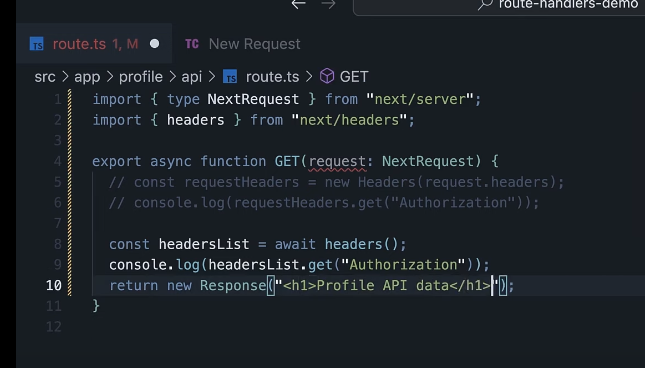 route-handlers-demo
TS route.ts 1, M TC New Request
src > app > profile > api > TS route.ts > GET
1 import { type NextRequest } from "next/server";
2 import { headers } from "next/headers";
3
4 export async function GET(request: NextRequest) {
5 // const requestHeaders = new Headers(request.headers);
6 // console.log(requestHeaders.get("Authorization"));
7
8 const headersList = await headers();
9 console.log(headersList.get("Authorization"));
10 return new Response("<h1>Profile API data</h1>");
11 }
12